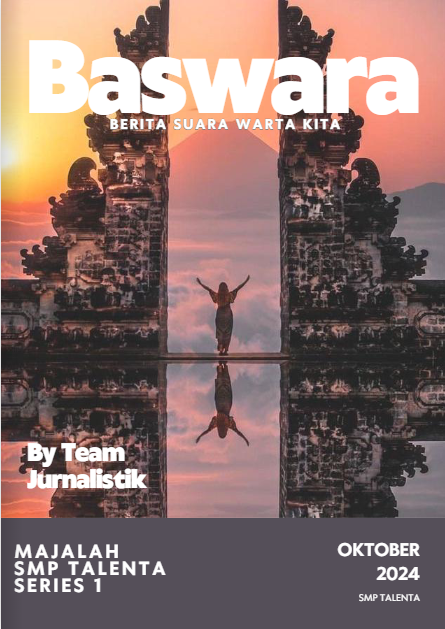 Baswara
BERITA SUARA WARTA KITA
By Team
Jurnalistik
MAJALAH
SMP TALENTA
SERIES 1
OKTOBER
2024
SMP TALENTA